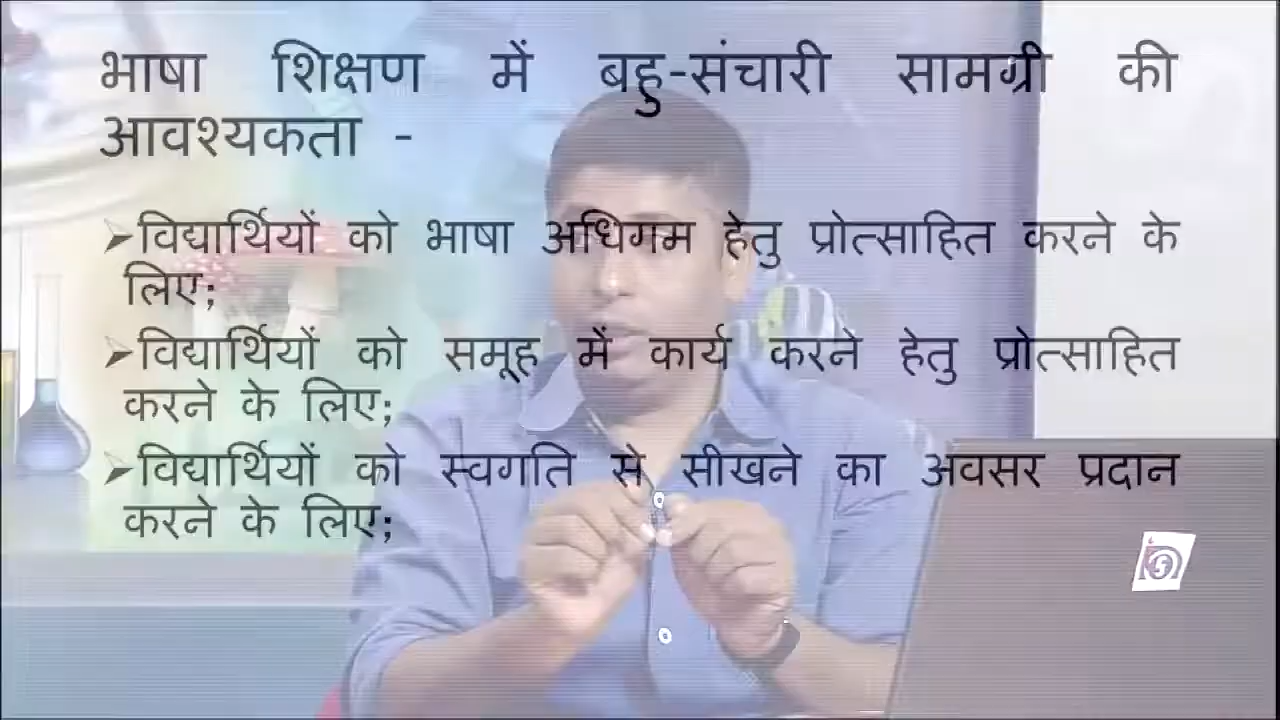 भाषा शिक्षण में बहु-संचारी सामग्री की
आवश्यकता -
➢विद्यार्थियों को भाषा अधिगम हेतु प्रोत्साहित करने के
लिए;
➢विद्यार्थियों को समूह में कार्य करने हेतु प्रोत्साहित
करने के लिए;
➢विद्यार्थियों को स्वगति से सीखने का अवसर प्रदान
करने के लिए;